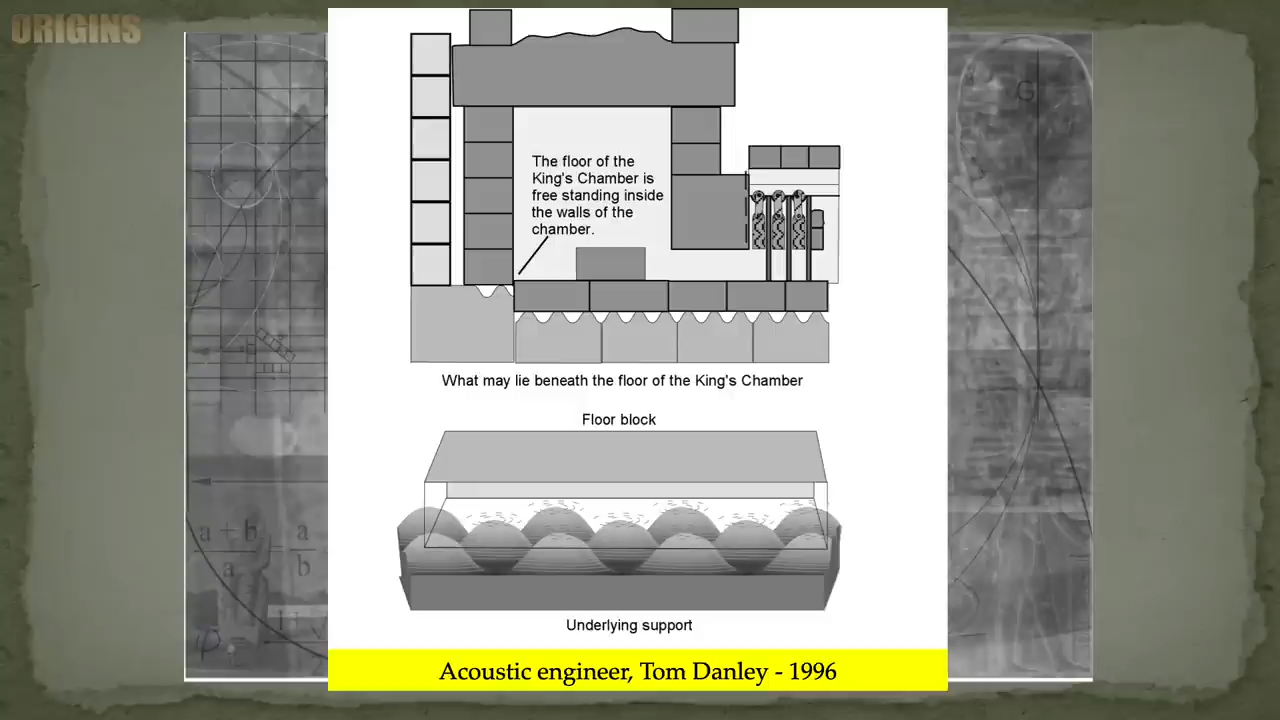 ORIGINS
The floor of the
King's Chamber is
free standing inside
the walls of the
chamber.
What may lie beneath the floor of the King's Chamber
Floor block
Underlying support
Acoustic engineer, Tom Danley - 1996
G
a + b
a
a
b
φ